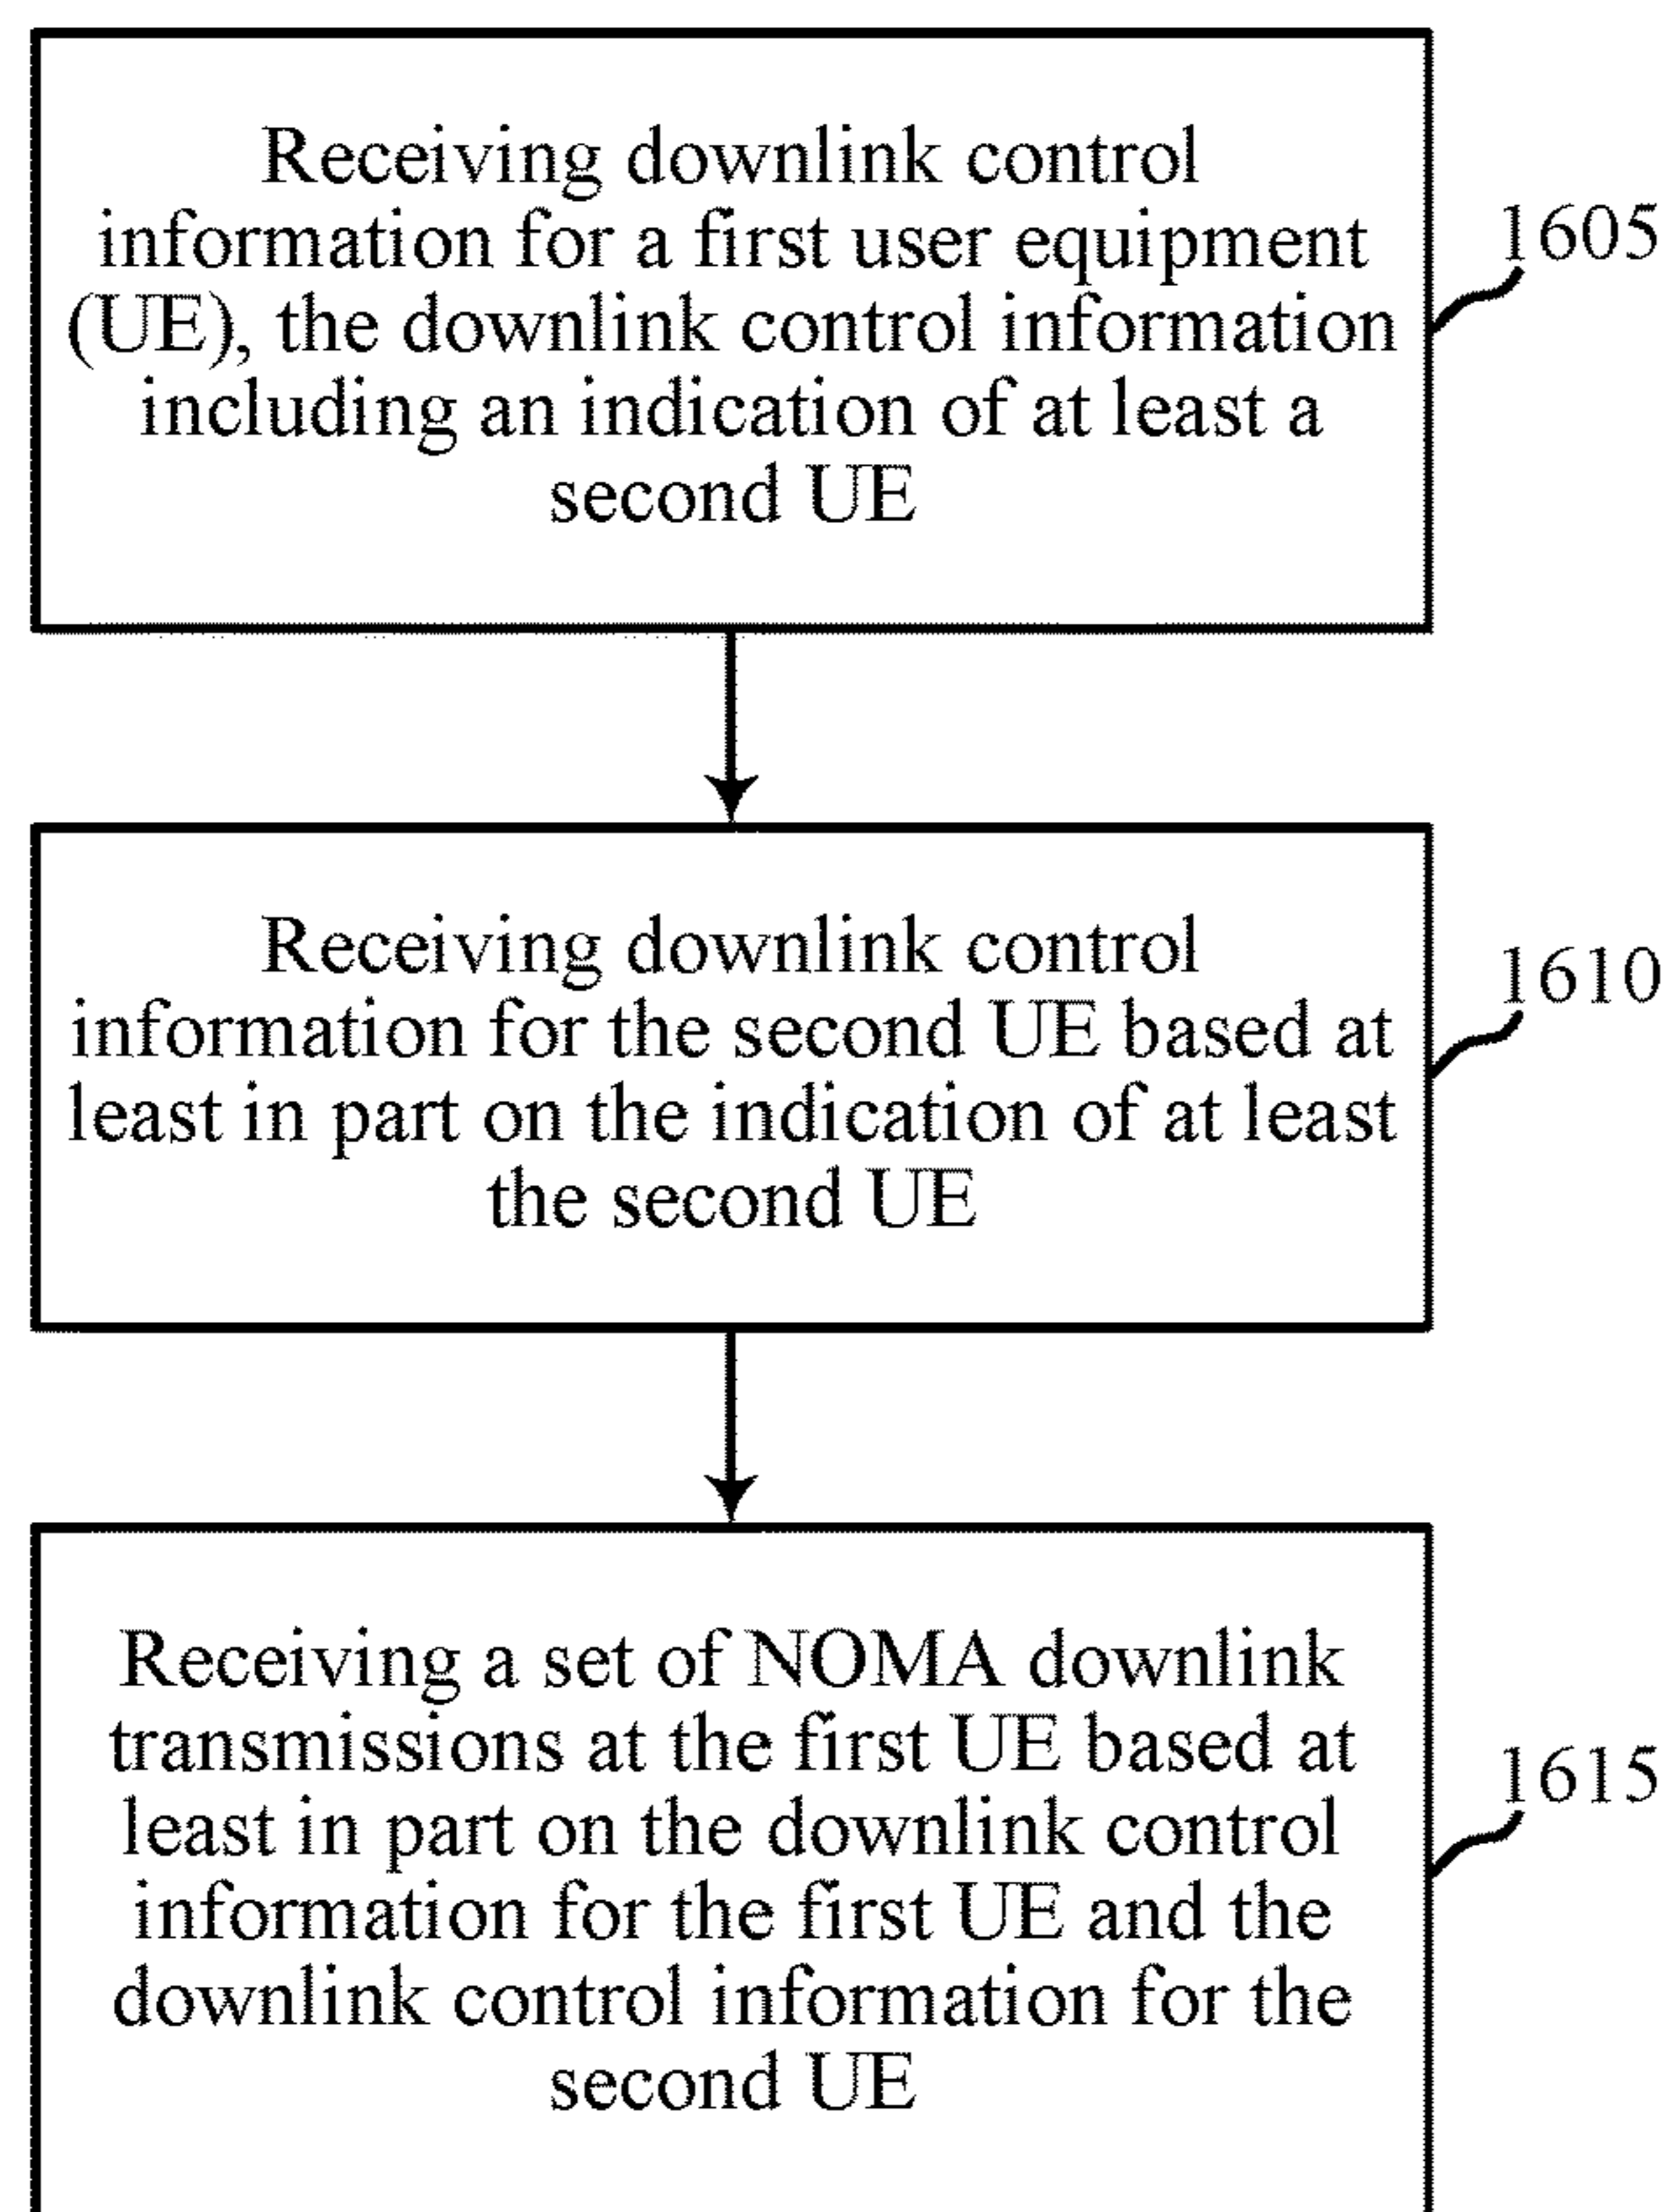 Receiving downlink control
information for a first user equipment
(UE), the downlink control information
including an indication of at least a
second UE
1605
Receiving downlink control
information for the second UE based at
least in part on the indication of at least
the second UE
1610
Receiving a set of NOMA downlink
transmissions at the first UE based at
least in part on the downlink control
information for the first UE and the
downlink control information for the
second UE
1615